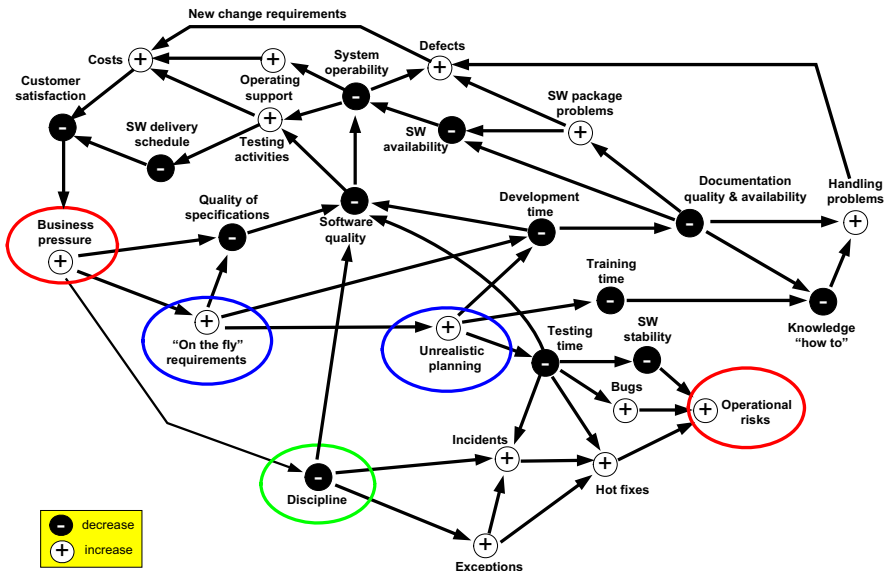 New change requirements
Costs
System
operability
Defects
Customer
satisfaction
Operating
support
SW package
problems
SW delivery
schedule
Testing
activities
SW
availability
Documentation
quality & availability
Handling
problems
Quality of
specifications
Development
time
Business
pressure
Software
quality
Training
time
"On the fly"
requirements
Unrealistic
planning
Testing
time
SW
stability
Knowledge
"how to"
Bugs
Operational
risks
Incidents
Discipline
Hot fixes
Exceptions
- decrease
+ increase